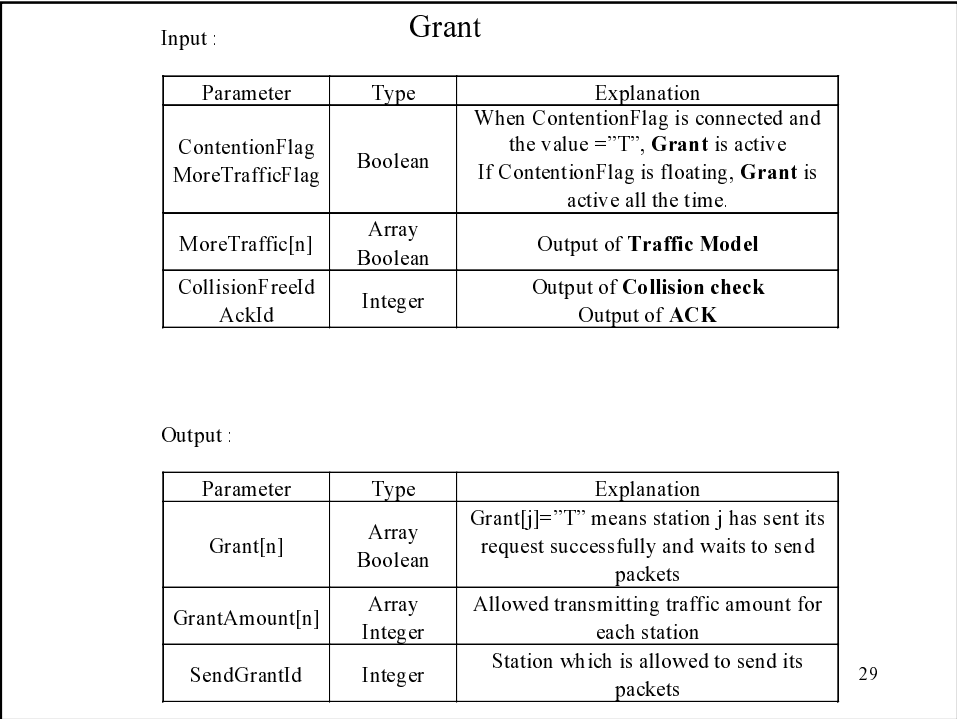 Grant
Input :
Parameter Type Explanation
ContentionFlag
MoreTrafficFlag
Boolean
When ContentionFlag is connected and
the value =”T”, Grant is active
If ContentionFlag is floating, Grant is
active all the time.
MoreTraffic[n]
Array
Boolean
Output of Traffic Model
CollisionFreeId
AckId
Integer
Output of Collision check
Output of ACK
Output :
Parameter Type Explanation
Grant[n]
Array
Boolean
Grant[j]=”T” means station j has sent its
request successfully and waits to send
packets
GrantAmount[n]
Array
Integer
Allowed transmitting traffic amount for
each station
SendGrantId
Integer
Station which is allowed to send its
packets
29